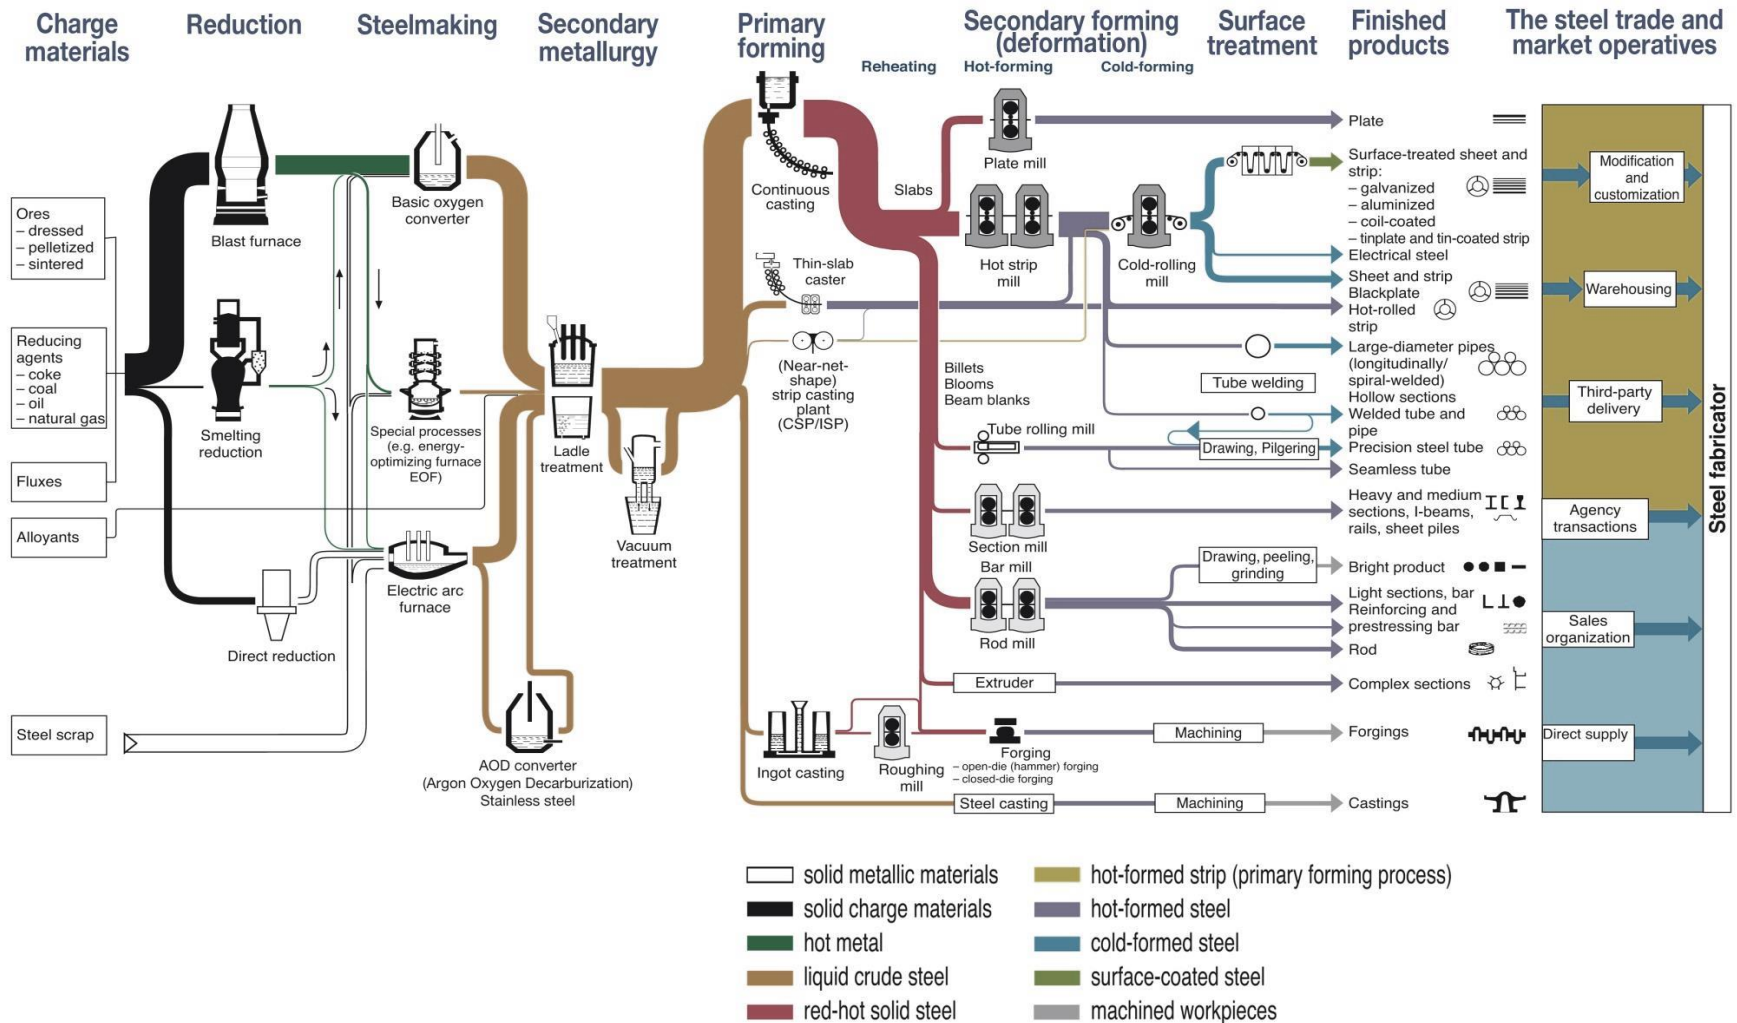 Charge
materials
Reduction
Steelmaking
Secondary
metallurgy
Primary
forming
Secondary forming
(deformation)
Surface
treatment
Finished
products
The steel trade and
market operatives
Reheating
Hot-forming
Cold-forming
Ores
– dressed
– pelletized
– sintered
Reducing
agents
– coke
– coal
– oil
– natural gas
Fluxes
Alloyants
Steel scrap
Blast furnace
Smelting
reduction
Direct reduction
Basic oxygen
converter
Special processes
(e.g. energy-
optimizing furnace
EOF)
Electric arc
furnace
AOD converter
(Argon Oxygen Decarburization)
Stainless steel
Ladle
treatment
Vacuum
treatment
Continuous
casting
Thin-slab
caster
(Near-net-
shape)
strip casting
plant
(CSP/ISP)
Ingot casting
Slabs
Billets
Blooms
Beam blanks
Roughing
mill
Plate mill
Hot strip
mill
Cold-rolling
mill
Tube rolling mill
Section mill
Bar mill
Rod mill
Extruder
Forging
– open-die (hammer) forging
– closed-die forging
Steel casting
Tube welding
Drawing, Pilgering
Drawing, peeling,
grinding
Machining
Machining
Plate
Surface-treated sheet and
strip:
– galvanized
– aluminized
– coil-coated
– tinplate and tin-coated strip
Electrical steel
Sheet and strip
Blackplate
Hot-rolled
strip
Large-diameter pipes
(longitudinally/
spiral-welded)
Hollow sections
Welded tube and
pipe
Precision steel tube
Seamless tube
Heavy and medium
sections, I-beams,
rails, sheet piles
Bright product
Light sections, bar
Reinforcing and
prestressing bar
Rod
Complex sections
Forgings
Castings
Modification
and
customization
Warehousing
Third-party
delivery
Agency
transactions
Sales
organization
Direct supply
Steel fabricator
solid metallic materials
solid charge materials
hot metal
liquid crude steel
red-hot solid steel
hot-formed strip (primary forming process)
hot-formed steel
cold-formed steel
surface-coated steel
machined workpieces